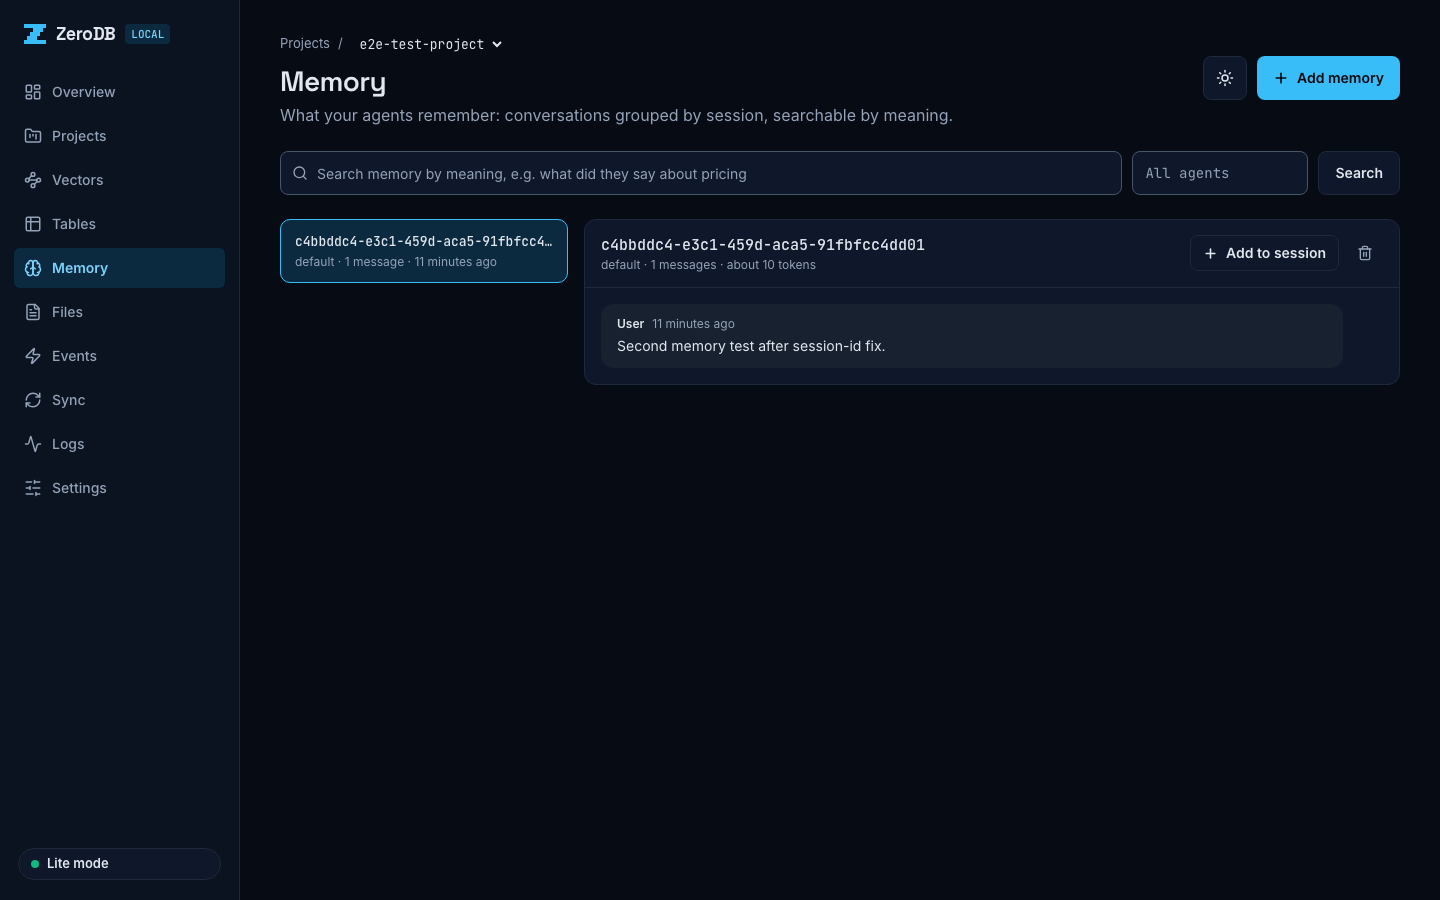 ZeroDB LOCAL
Overview
Projects
Vectors
Tables
Memory
Files
Events
Sync
Logs
Settings
Lite mode
Projects / e2e-test-project
Memory
What your agents remember: conversations grouped by session, searchable by meaning.
Add memory
Search memory by meaning, e.g. what did they say about pricing
All agents
Search
c4bbddc4-e3c1-459d-aca5-91fbfcc4…
default · 1 message · 11 minutes ago
c4bbddc4-e3c1-459d-aca5-91fbfcc4dd01
default · 1 messages · about 10 tokens
Add to session
User 11 minutes ago
Second memory test after session-id fix.